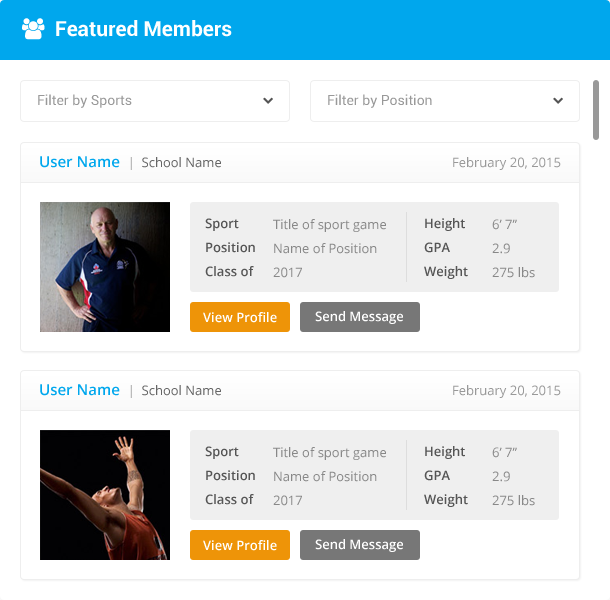 Featured Members
Filter by Sports
Filter by Position
User Name | School Name
February 20, 2015
Sport Title of sport game
Position Name of Position
Class of 2017
Height 6' 7"
GPA 2.9
Weight 275 lbs
View Profile
Send Message
User Name | School Name
February 20, 2015
Sport Title of sport game
Position Name of Position
Class of 2017
Height 6' 7"
GPA 2.9
Weight 275 lbs
View Profile
Send Message